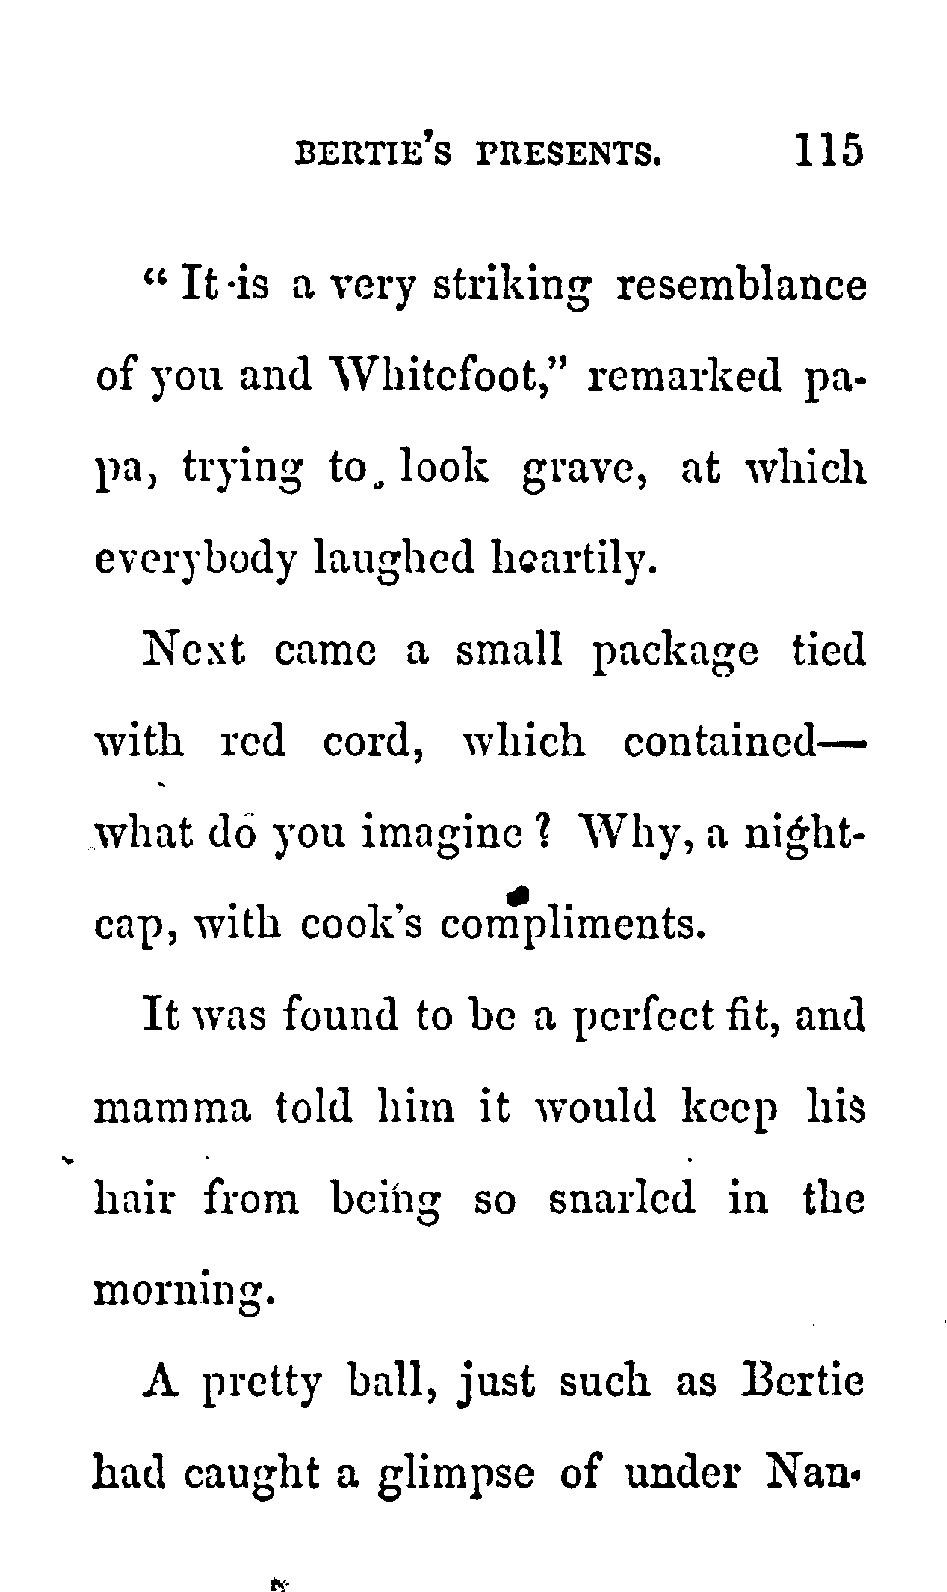 BERTIE'S PRESENTS. 115
"It is a very striking resemblance
of you and Whitefoot," remarked pa-
pa, trying to look grave, at which
everybody laughed heartily.
Next came a small package tied
with red cord, which contained—
what do you imagine? Why, a night-
cap, with cook's compliments.
It was found to be a perfect fit, and
mamma told him it would keep his
hair from being so snarled in the
morning.
A pretty ball, just such as Bertie
had caught a glimpse of under Nan-